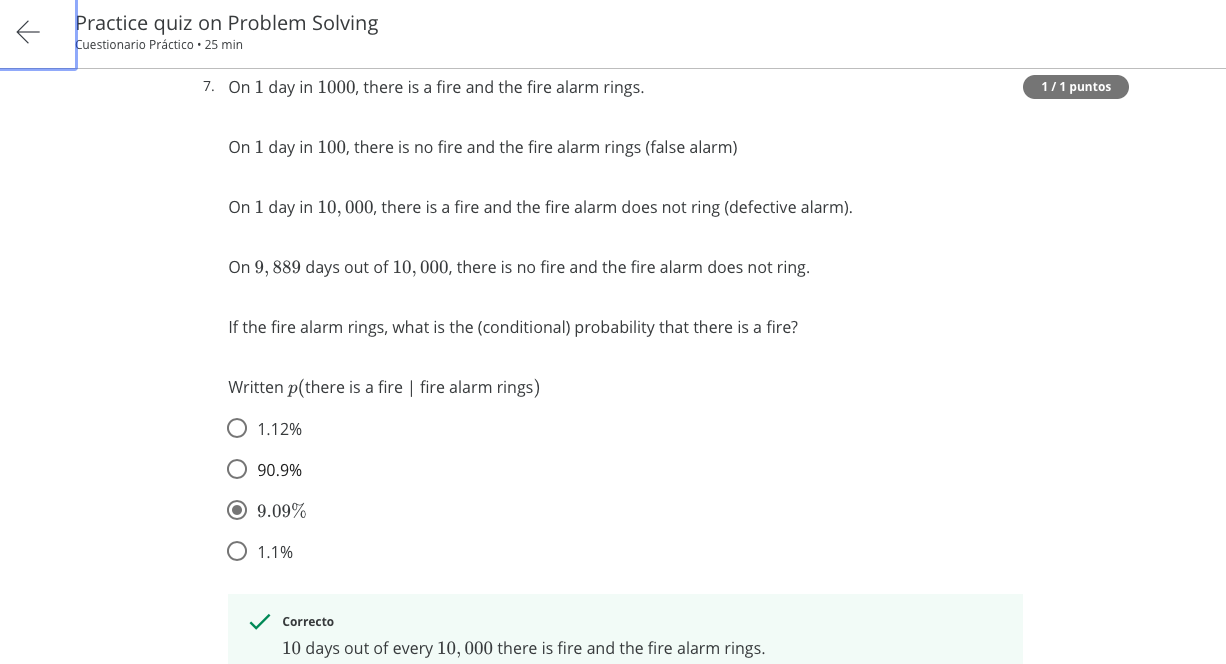 Practice quiz on Problem Solving
Cuestionario Práctico • 25 min
7. On 1 day in 1000, there is a fire and the fire alarm rings.
1 / 1 puntos
On 1 day in 100, there is no fire and the fire alarm rings (false alarm)
On 1 day in 10, 000, there is a fire and the fire alarm does not ring (defective alarm).
On 9, 889 days out of 10, 000, there is no fire and the fire alarm does not ring.
If the fire alarm rings, what is the (conditional) probability that there is a fire?
Written p(there is a fire | fire alarm rings)
1.12%
90.9%
9.09%
1.1%
Correcto
10 days out of every 10, 000 there is fire and the fire alarm rings.